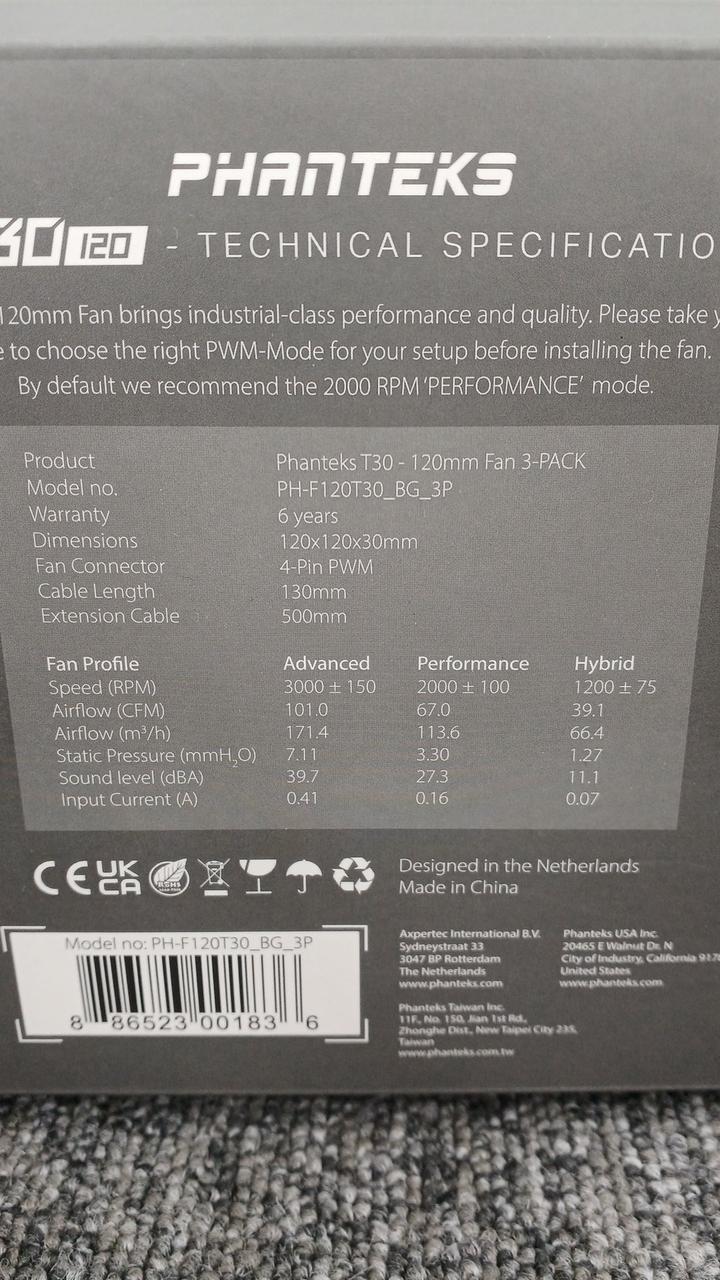 PHANTEKS
30 120 - TECHNICAL SPECIFICATIO
120mm Fan brings industrial-class performance and quality. Please take y
e to choose the right PWM-Mode for your setup before installing the fan.
By default we recommend the 2000 RPM 'PERFORMANCE' mode.
Product Phanteks T30 - 120mm Fan 3-PACK
Model no. PH-F120T30_BG_3P
Warranty 6 years
Dimensions 120x120x30mm
Fan Connector 4-Pin PWM
Cable Length 130mm
Extension Cable 500mm
Fan Profile Advanced Performance Hybrid
Speed (RPM) 3000 ± 150 2000 ± 100 1200 ± 75
Airflow (CFM) 101.0 67.0 39.1
Airflow (m³/h) 171.4 113.6 66.4
Static Pressure (mmH₂O) 7.11 3.30 1.27
Sound level (dBA) 39.7 27.3 11.1
Input Current (A) 0.41 0.16 0.07
CE UK CA RoHS
Designed in the Netherlands
Made in China
Model no: PH-F120T30_BG_3P
8 86523 00183 6
Axpertec International B.V.
Sydneystraat 33
3047 BP Rotterdam
The Netherlands
www.phanteks.com
Phanteks USA Inc.
20465 E Walnut Dr. N
City of Industry, California 917
United States
www.phanteks.com
Phanteks Taiwan Inc.
11F., No. 150, Jian 1st Rd.,
Zhonghe Dist., New Taipei City 235,
Taiwan
www.phanteks.com.tw